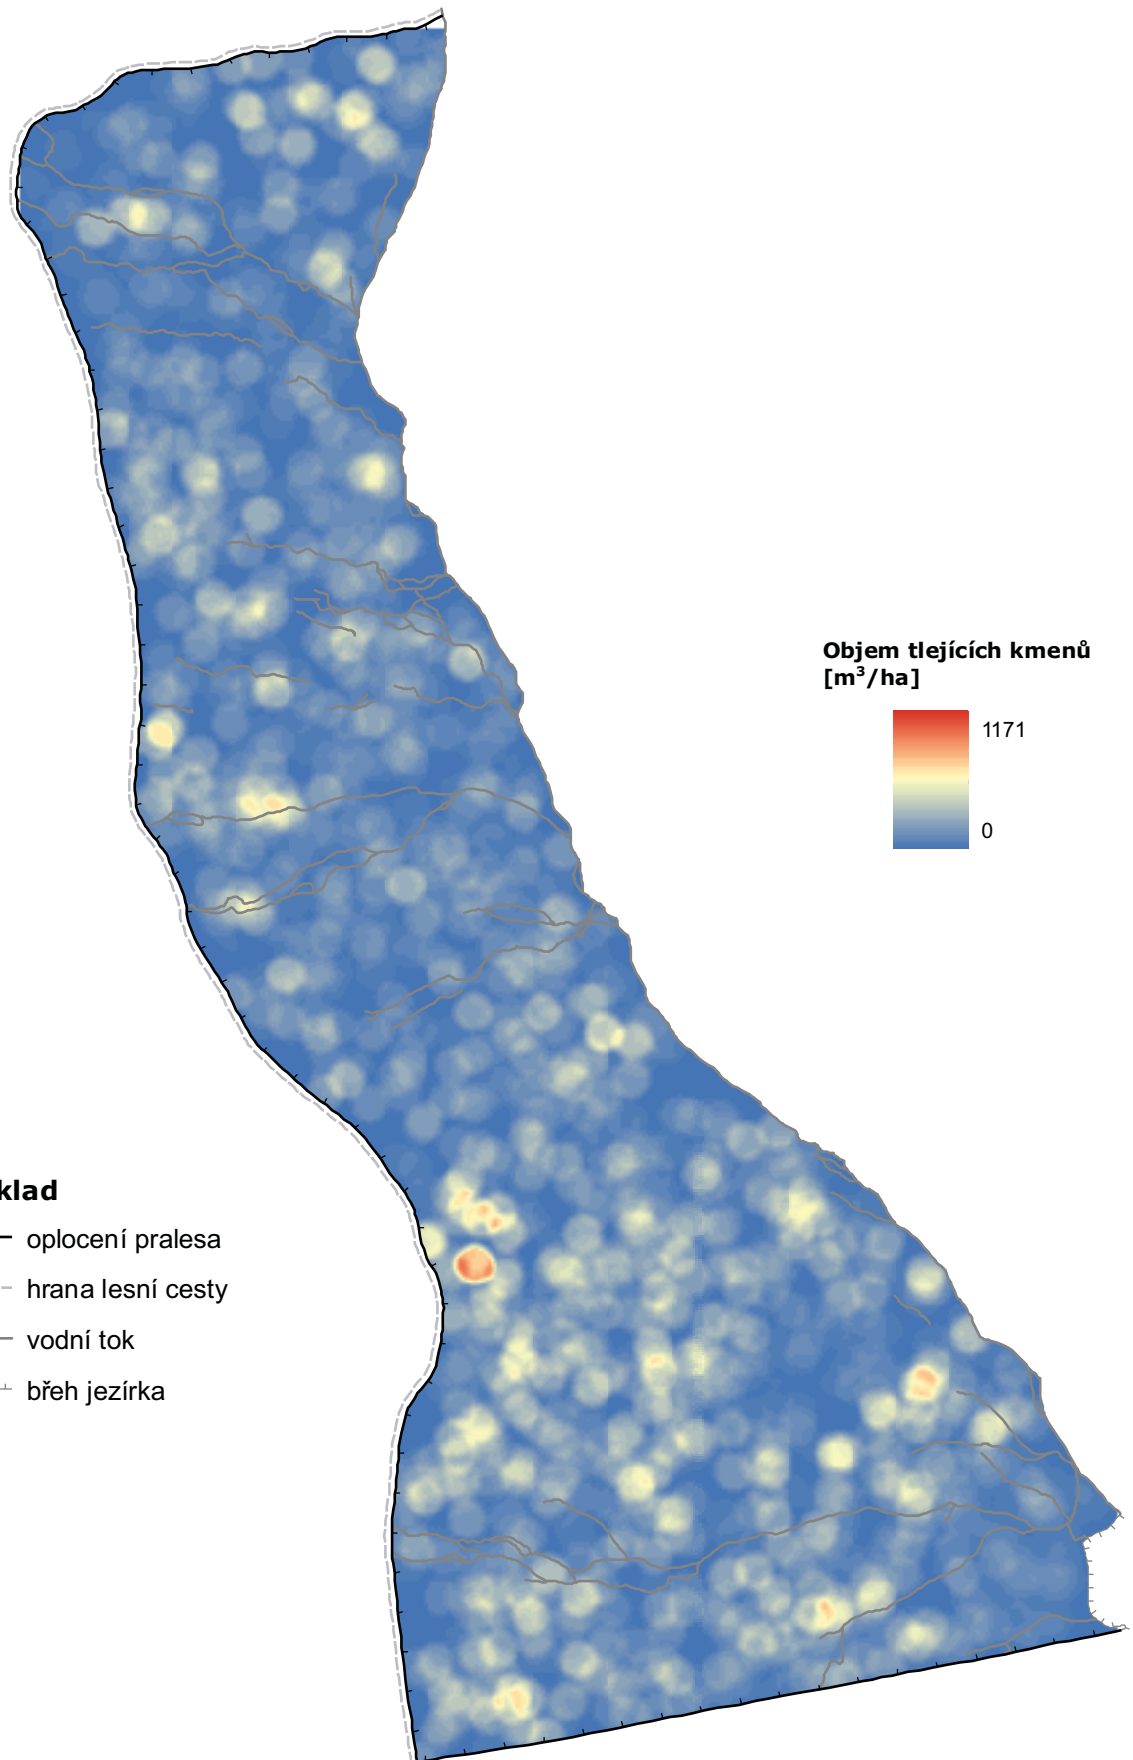 Objem tlejících kmenů
[m³/ha]
1171
0
klad
oplocení pralesa
hrana lesní cesty
vodní tok
břeh jezírka